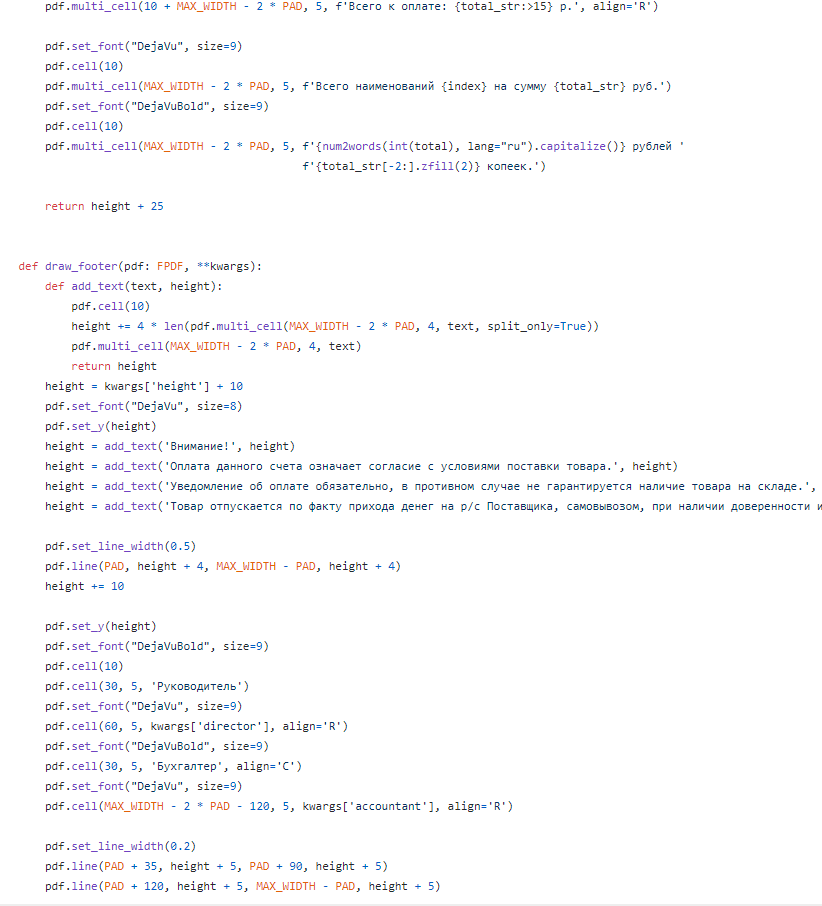 pdf.multi_cell(10 + MAX_WIDTH - 2 * PAD, 5, f'Всего к оплате: {total_str:>15} р.', align='R')

    pdf.set_font("DejaVu", size=9)
    pdf.cell(10)
    pdf.multi_cell(MAX_WIDTH - 2 * PAD, 5, f'Всего наименований {index} на сумму {total_str} руб.')
    pdf.set_font("DejaVuBold", size=9)
    pdf.cell(10)
    pdf.multi_cell(MAX_WIDTH - 2 * PAD, 5, f'{num2words(int(total), lang="ru").capitalize()} рублей '
                                           f'{total_str[-2:].zfill(2)} копеек.')

    return height + 25


def draw_footer(pdf: FPDF, **kwargs):
    def add_text(text, height):
        pdf.cell(10)
        height += 4 * len(pdf.multi_cell(MAX_WIDTH - 2 * PAD, 4, text, split_only=True))
        pdf.multi_cell(MAX_WIDTH - 2 * PAD, 4, text)
        return height
    height = kwargs['height'] + 10
    pdf.set_font("DejaVu", size=8)
    pdf.set_y(height)
    height = add_text('Внимание!', height)
    height = add_text('Оплата данного счета означает согласие с условиями поставки товара.', height)
    height = add_text('Уведомление об оплате обязательно, в противном случае не гарантируется наличие товара на складе.',
    height = add_text('Товар отпускается по факту прихода денег на р/с Поставщика, самовывозом, при наличии доверенности и

    pdf.set_line_width(0.5)
    pdf.line(PAD, height + 4, MAX_WIDTH - PAD, height + 4)
    height += 10

    pdf.set_y(height)
    pdf.set_font("DejaVuBold", size=9)
    pdf.cell(10)
    pdf.cell(30, 5, 'Руководитель')
    pdf.set_font("DejaVu", size=9)
    pdf.cell(60, 5, kwargs['director'], align='R')
    pdf.set_font("DejaVuBold", size=9)
    pdf.cell(30, 5, 'Бухгалтер', align='C')
    pdf.set_font("DejaVu", size=9)
    pdf.cell(MAX_WIDTH - 2 * PAD - 120, 5, kwargs['accountant'], align='R')

    pdf.set_line_width(0.2)
    pdf.line(PAD + 35, height + 5, PAD + 90, height + 5)
    pdf.line(PAD + 120, height + 5, MAX_WIDTH - PAD, height + 5)